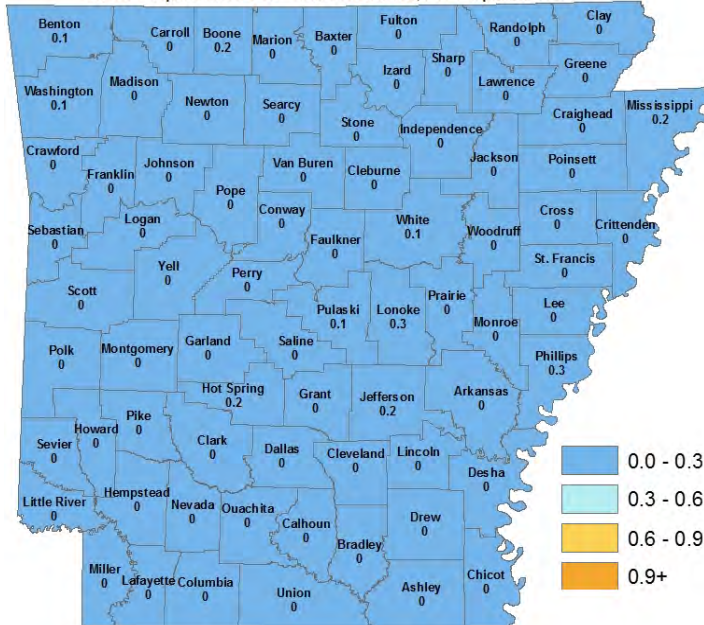 Benton
0.1
Carroll
0
Boone
0.2
Marion
0
Baxter
0
Fulton
0
Randolph
0
Clay
0
Washington
0.1
Madison
0
Newton
0
Searcy
0
Stone
0
Izard
0
Sharp
0
Lawrence
0
Greene
0
Craighead
0
Mississippi
0.2
Independence
0
Crawford
0
Franklin
0
Johnson
0
Pope
0
Van Buren
0
Cleburne
0
Jackson
0
Poinsett
0
Sebastian
0
Logan
0
Conway
0
Faulkner
0
White
0.1
Woodruff
0
Cross
0
Crittenden
0
St. Francis
0
Scott
0
Yell
0
Perry
0
Pulaski
0.1
Lonoke
0.3
Prairie
0
Monroe
0
Lee
0
Phillips
0.3
Polk
0
Montgomery
0
Garland
0
Saline
0
Hot Spring
0.2
Grant
0
Jefferson
0.2
Arkansas
0
Sevier
0
Howard
0
Pike
0
Clark
0
Dallas
0
Cleveland
0
Lincoln
0
Desha
0
Little River
0
Hempstead
0
Nevada
0
Ouachita
0
Calhoun
0
Bradley
0
Drew
0
Miller
0
Lafayette
0
Columbia
0
Union
0
Ashley
0
Chicot
0
0.0 - 0.3
0.3 - 0.6
0.6 - 0.9
0.9+